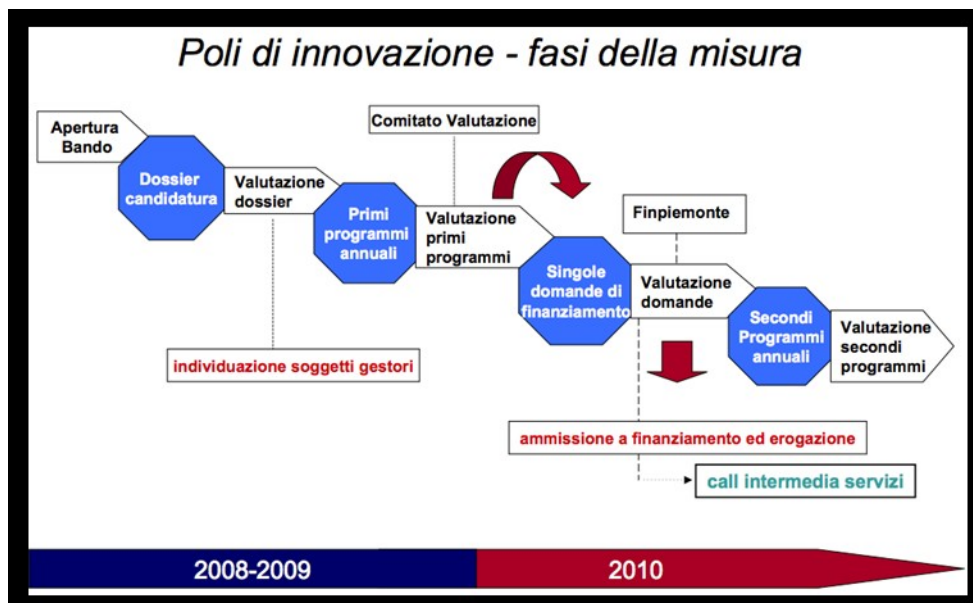 Poli di innovazione - fasi della misura
Apertura
Bando
Dossier
candidatura
Valutazione
dossier
individuazione soggetti gestori
Primi
programmi
annuali
Comitato Valutazione
Valutazione
primi
programmi
Singole
domande di
finanziamento
Finpiemonte
Valutazione
domande
ammissione a finanziamento ed erogazione
call intermedia servizi
Secondi
Programmi
annuali
Valutazione
secondi
programmi
2008-2009
2010